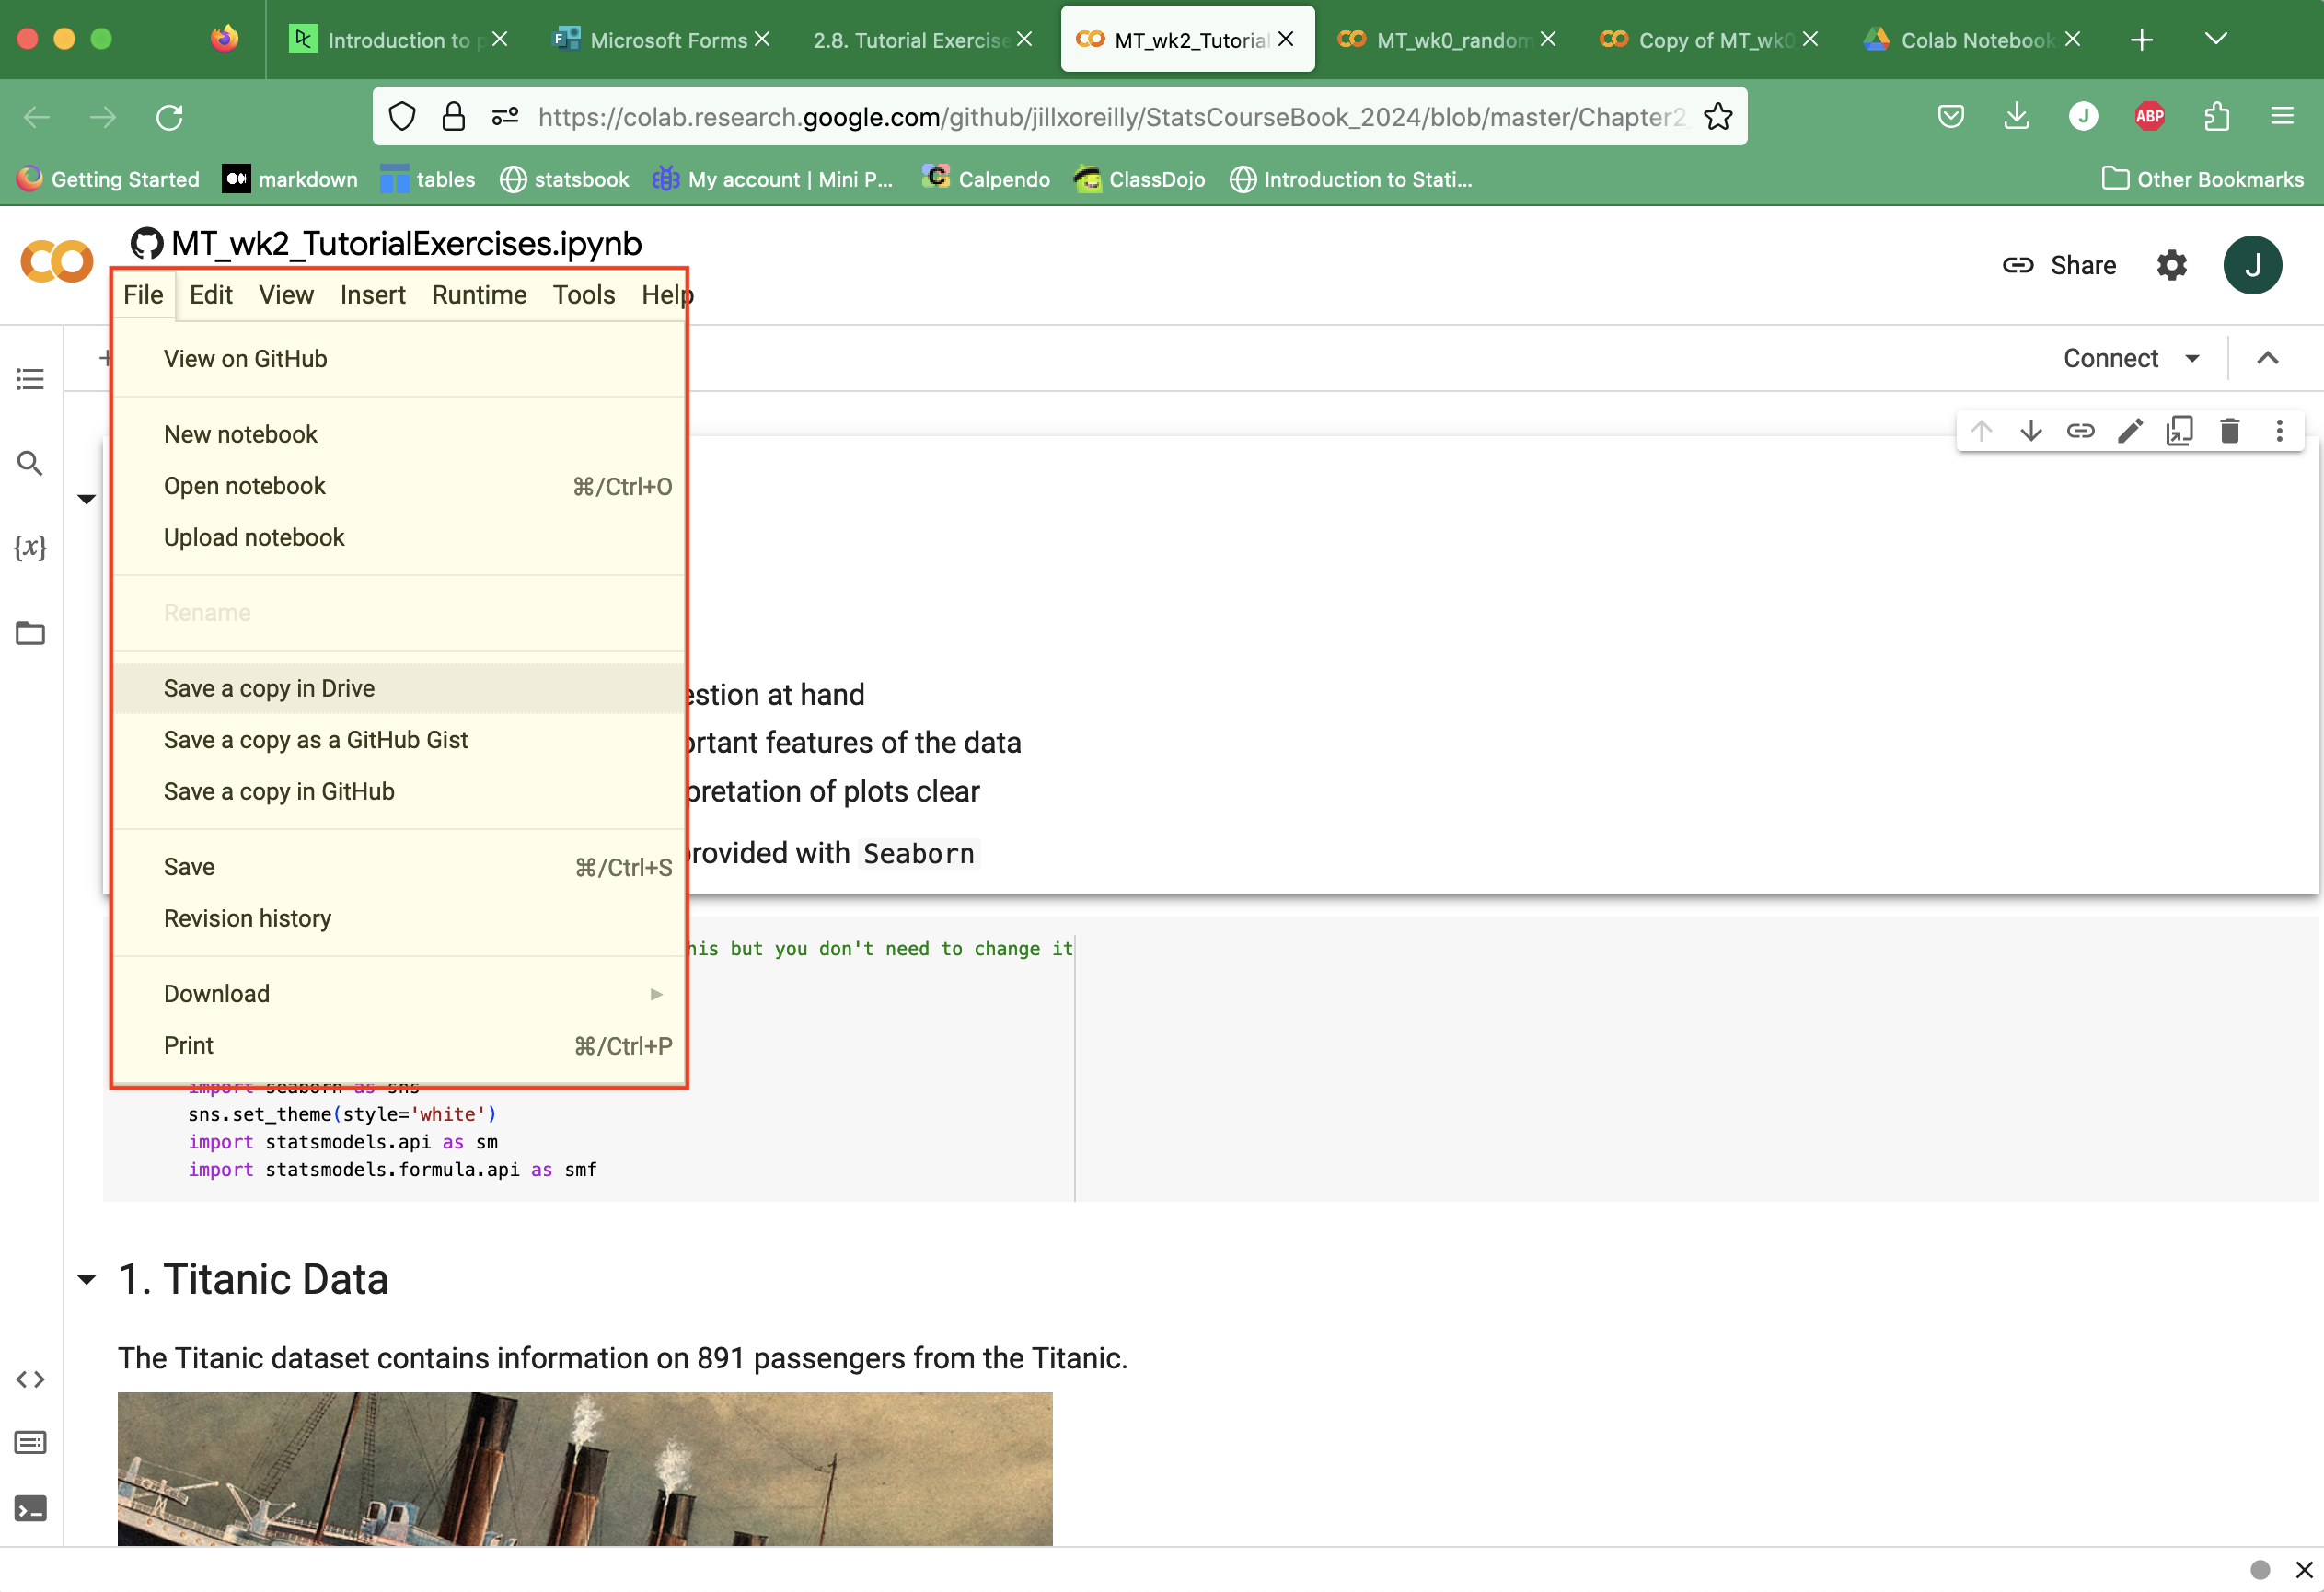 Introduction to p
Microsoft Forms
2.8. Tutorial Exercise
MT_wk2_Tutorial
MT_wk0_random
Copy of MT_wk0
Colab Notebook
https://colab.research.google.com/github/jillxoreilly/StatsCourseBook_2024/blob/master/Chapter2_
J
ABP
Getting Started
markdown
tables
statsbook
My account | Mini P...
Calpendo
ClassDojo
Introduction to Stati...
Other Bookmarks
MT_wk2_TutorialExercises.ipynb
Share
J
File Edit View Insert Runtime Tools Help
Connect
View on GitHub
New notebook
Open notebook ⌘/Ctrl+O
Upload notebook
Rename
Save a copy in Drive
estion at hand
Save a copy as a GitHub Gist
ortant features of the data
Save a copy in GitHub
pretation of plots clear
Save ⌘/Ctrl+S
rovided with Seaborn
Revision history
his but you don't need to change it
Download
Print ⌘/Ctrl+P
import seaborn as sns
sns.set_theme(style='white')
import statsmodels.api as sm
import statsmodels.formula.api as smf
1. Titanic Data
The Titanic dataset contains information on 891 passengers from the Titanic.